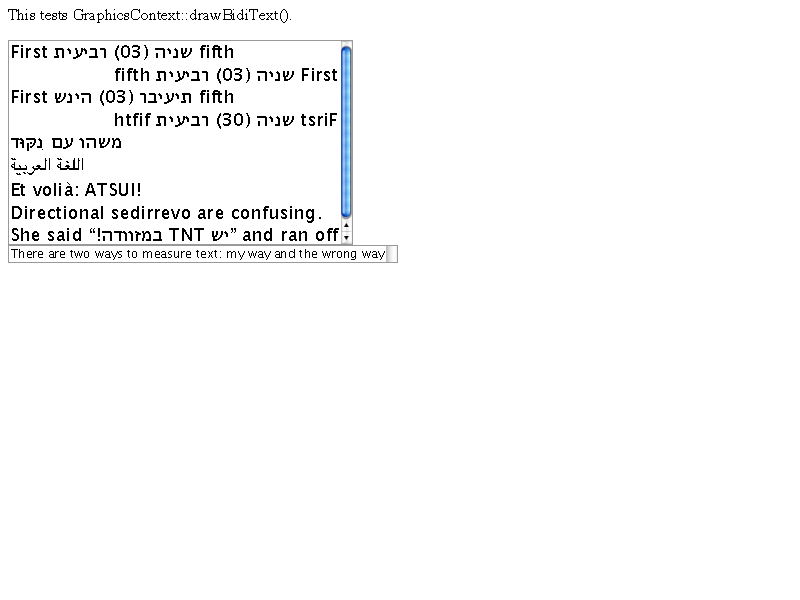 This tests GraphicsContext::drawBidiText().
First שניה (03) רביעית fifth
fifth רביעית (03) שניה First
First הינש (03) תיעיבר fifth
htfif רביעית (30) שניה tsriF
משהו עם נִקּוּד
اللغة العربية
Et volià: ATSUI!
Directional sedirrevo are confusing.
She said “יש TNT במזוודה!” and ran off
There are two ways to measure text: my way and the wrong way